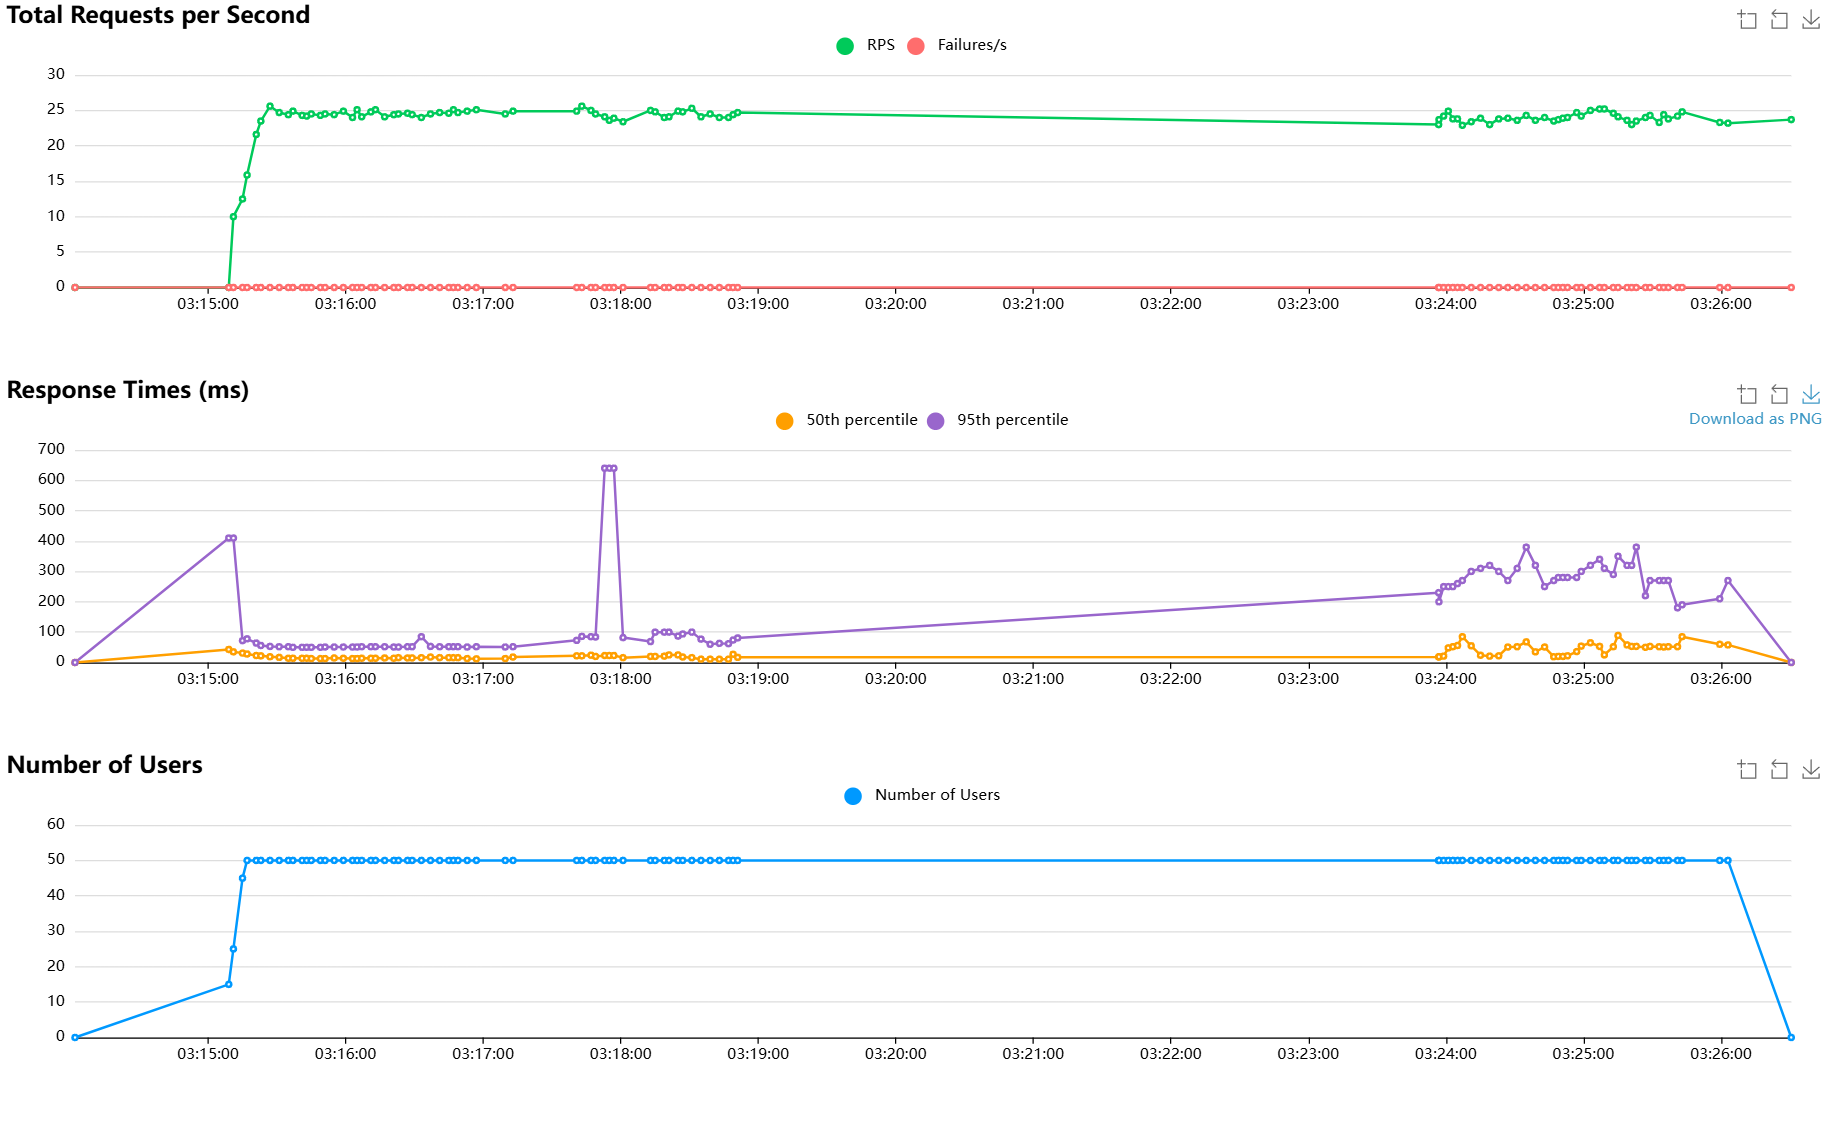 Total Requests per Second
RPS Failures/s
30
25
20
15
10
5
0
03:15:00 03:16:00 03:17:00 03:18:00 03:19:00 03:20:00 03:21:00 03:22:00 03:23:00 03:24:00 03:25:00 03:26:00
Response Times (ms)
Download as PNG
50th percentile 95th percentile
700
600
500
400
300
200
100
0
03:15:00 03:16:00 03:17:00 03:18:00 03:19:00 03:20:00 03:21:00 03:22:00 03:23:00 03:24:00 03:25:00 03:26:00
Number of Users
Number of Users
60
50
40
30
20
10
0
03:15:00 03:16:00 03:17:00 03:18:00 03:19:00 03:20:00 03:21:00 03:22:00 03:23:00 03:24:00 03:25:00 03:26:00